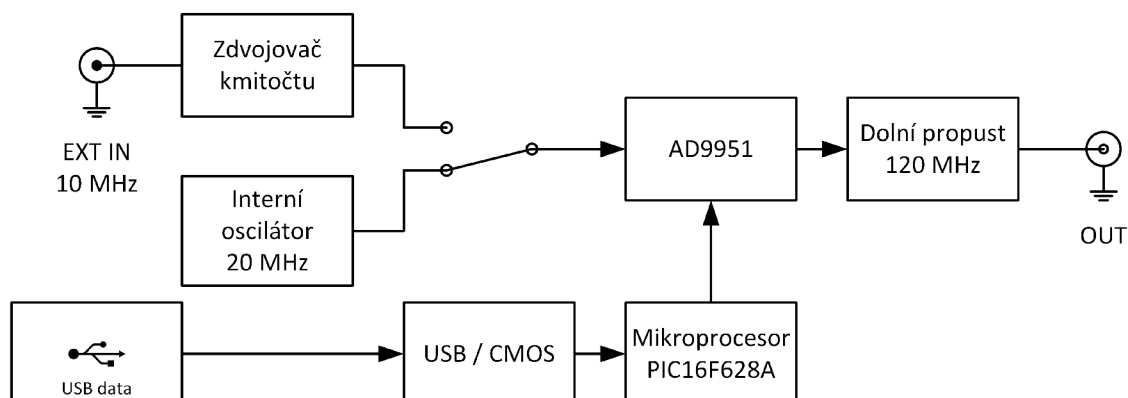 Zdvojovač
kmitočtu
EXT IN
10 MHz
Interní
oscilátor
20 MHz
AD9951
Dolní propust
120 MHz
OUT
USB data
USB / CMOS
Mikroprocesor
PIC16F628A